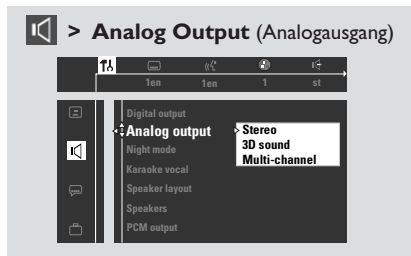 > Analog Output (Analogausgang)
1en 1en 1 st
Digital output
Analog output
Stereo
3D sound
Multi-channel
Night mode
Karaoke vocal
Speaker layout
Speakers
PCM output